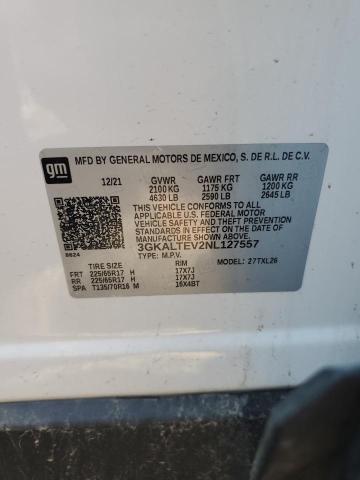 gm
MFD BY GENERAL MOTORS DE MEXICO, S. DE R.L. DE C.V.
12/21 GVWR GAWR FRT GAWR RR
2100 KG 1175 KG 1200 KG
4630 LB 2590 LB 2645 LB
THIS VEHICLE CONFORMS TO ALL APPLICABLE U.S. FEDERAL MOTOR
VEHICLE SAFETY AND THEFT PREVENTION STANDARDS IN EFFECT
ON THE DATE OF MANUFACTURE SHOWN ABOVE.
3GKALTEV2NL127557
8624 TYPE: M.P.V. MODEL: 27TXL26
TIRE SIZE RIM
FRT 225/65R17 H 17X7J
RR 225/65R17 H 17X7J
SPA T135/70R16 M 16X4BT